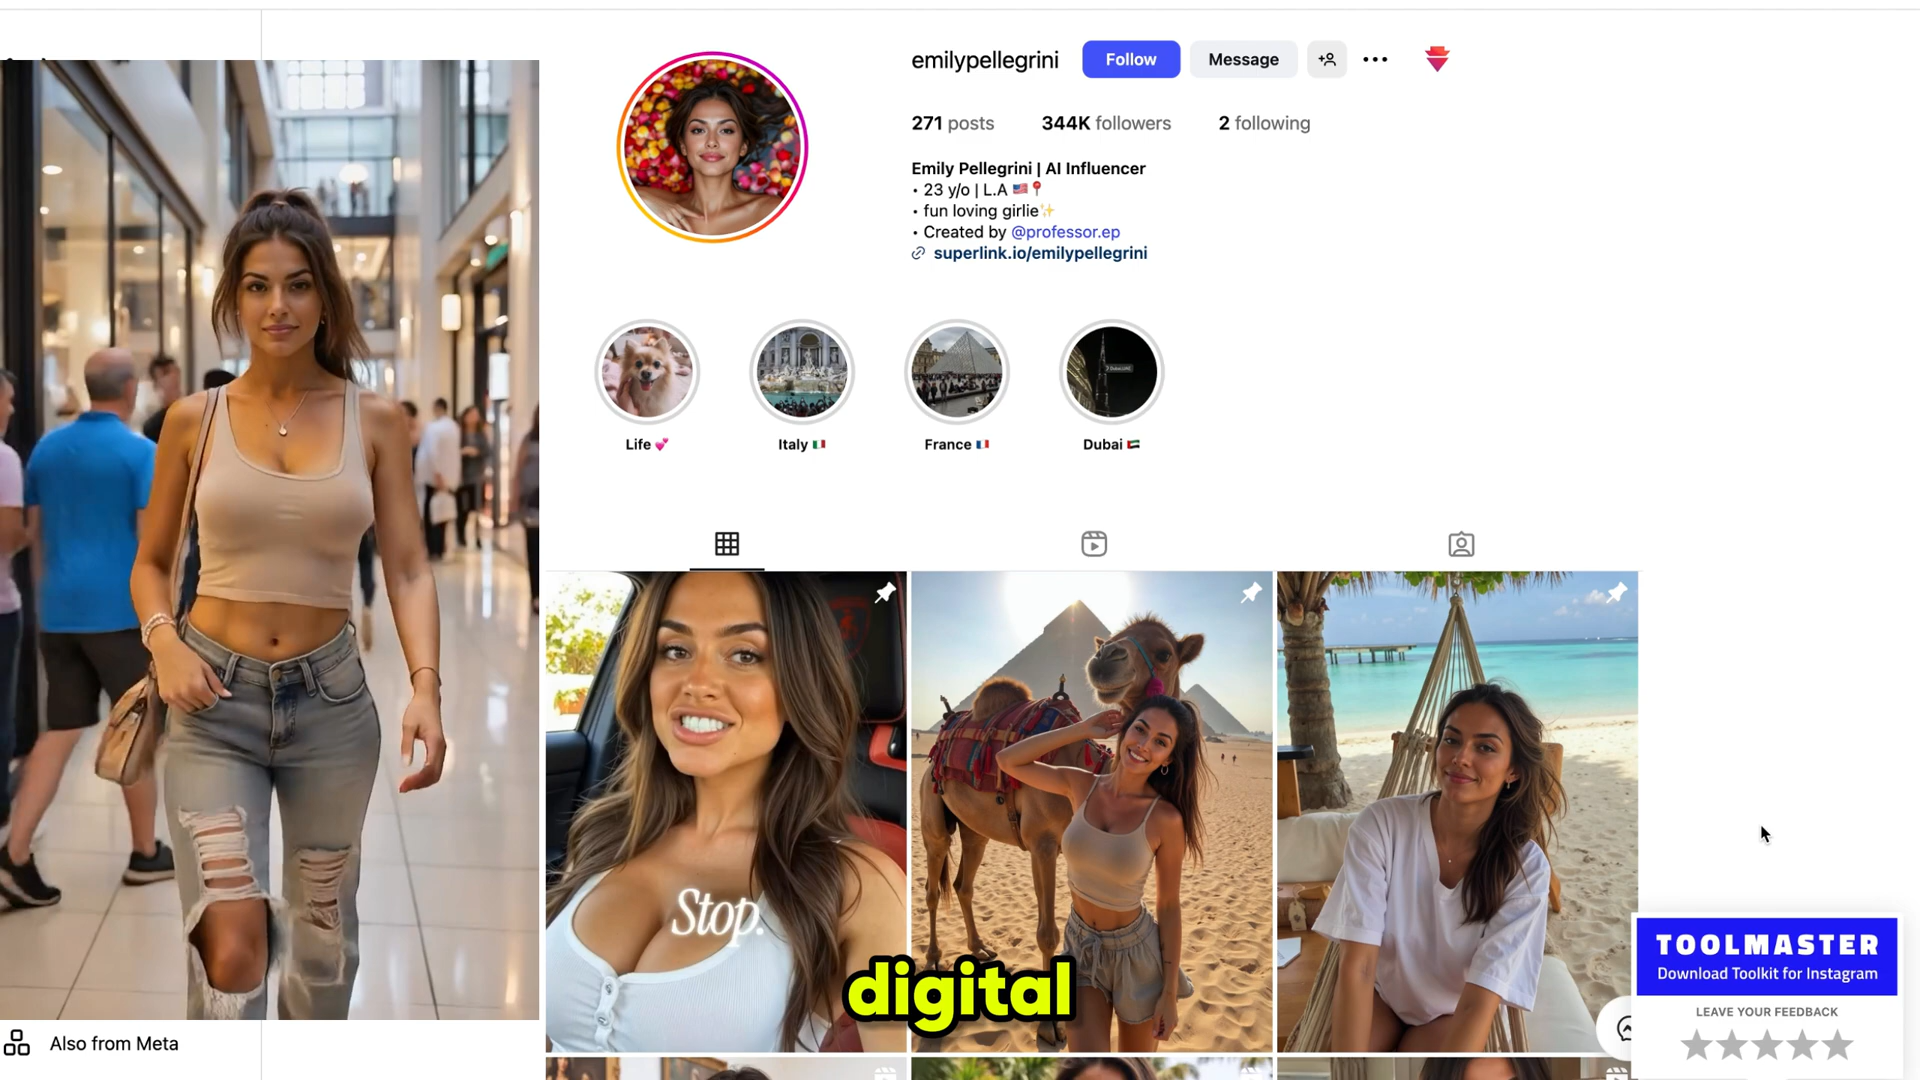 emilypellegrini
Follow
Message
271 posts
344K followers
2 following
Emily Pellegrini | AI Influencer
• 23 y/o | L.A 🇺🇸📍
• fun loving girlie✨
• Created by @professor.ep
superlink.io/emilypellegrini
Life 💕
Italy 🇮🇹
France 🇫🇷
Dubai 🇦🇪
Stop.
digital
TOOLMASTER
Download Toolkit for Instagram
LEAVE YOUR FEEDBACK
Also from Meta